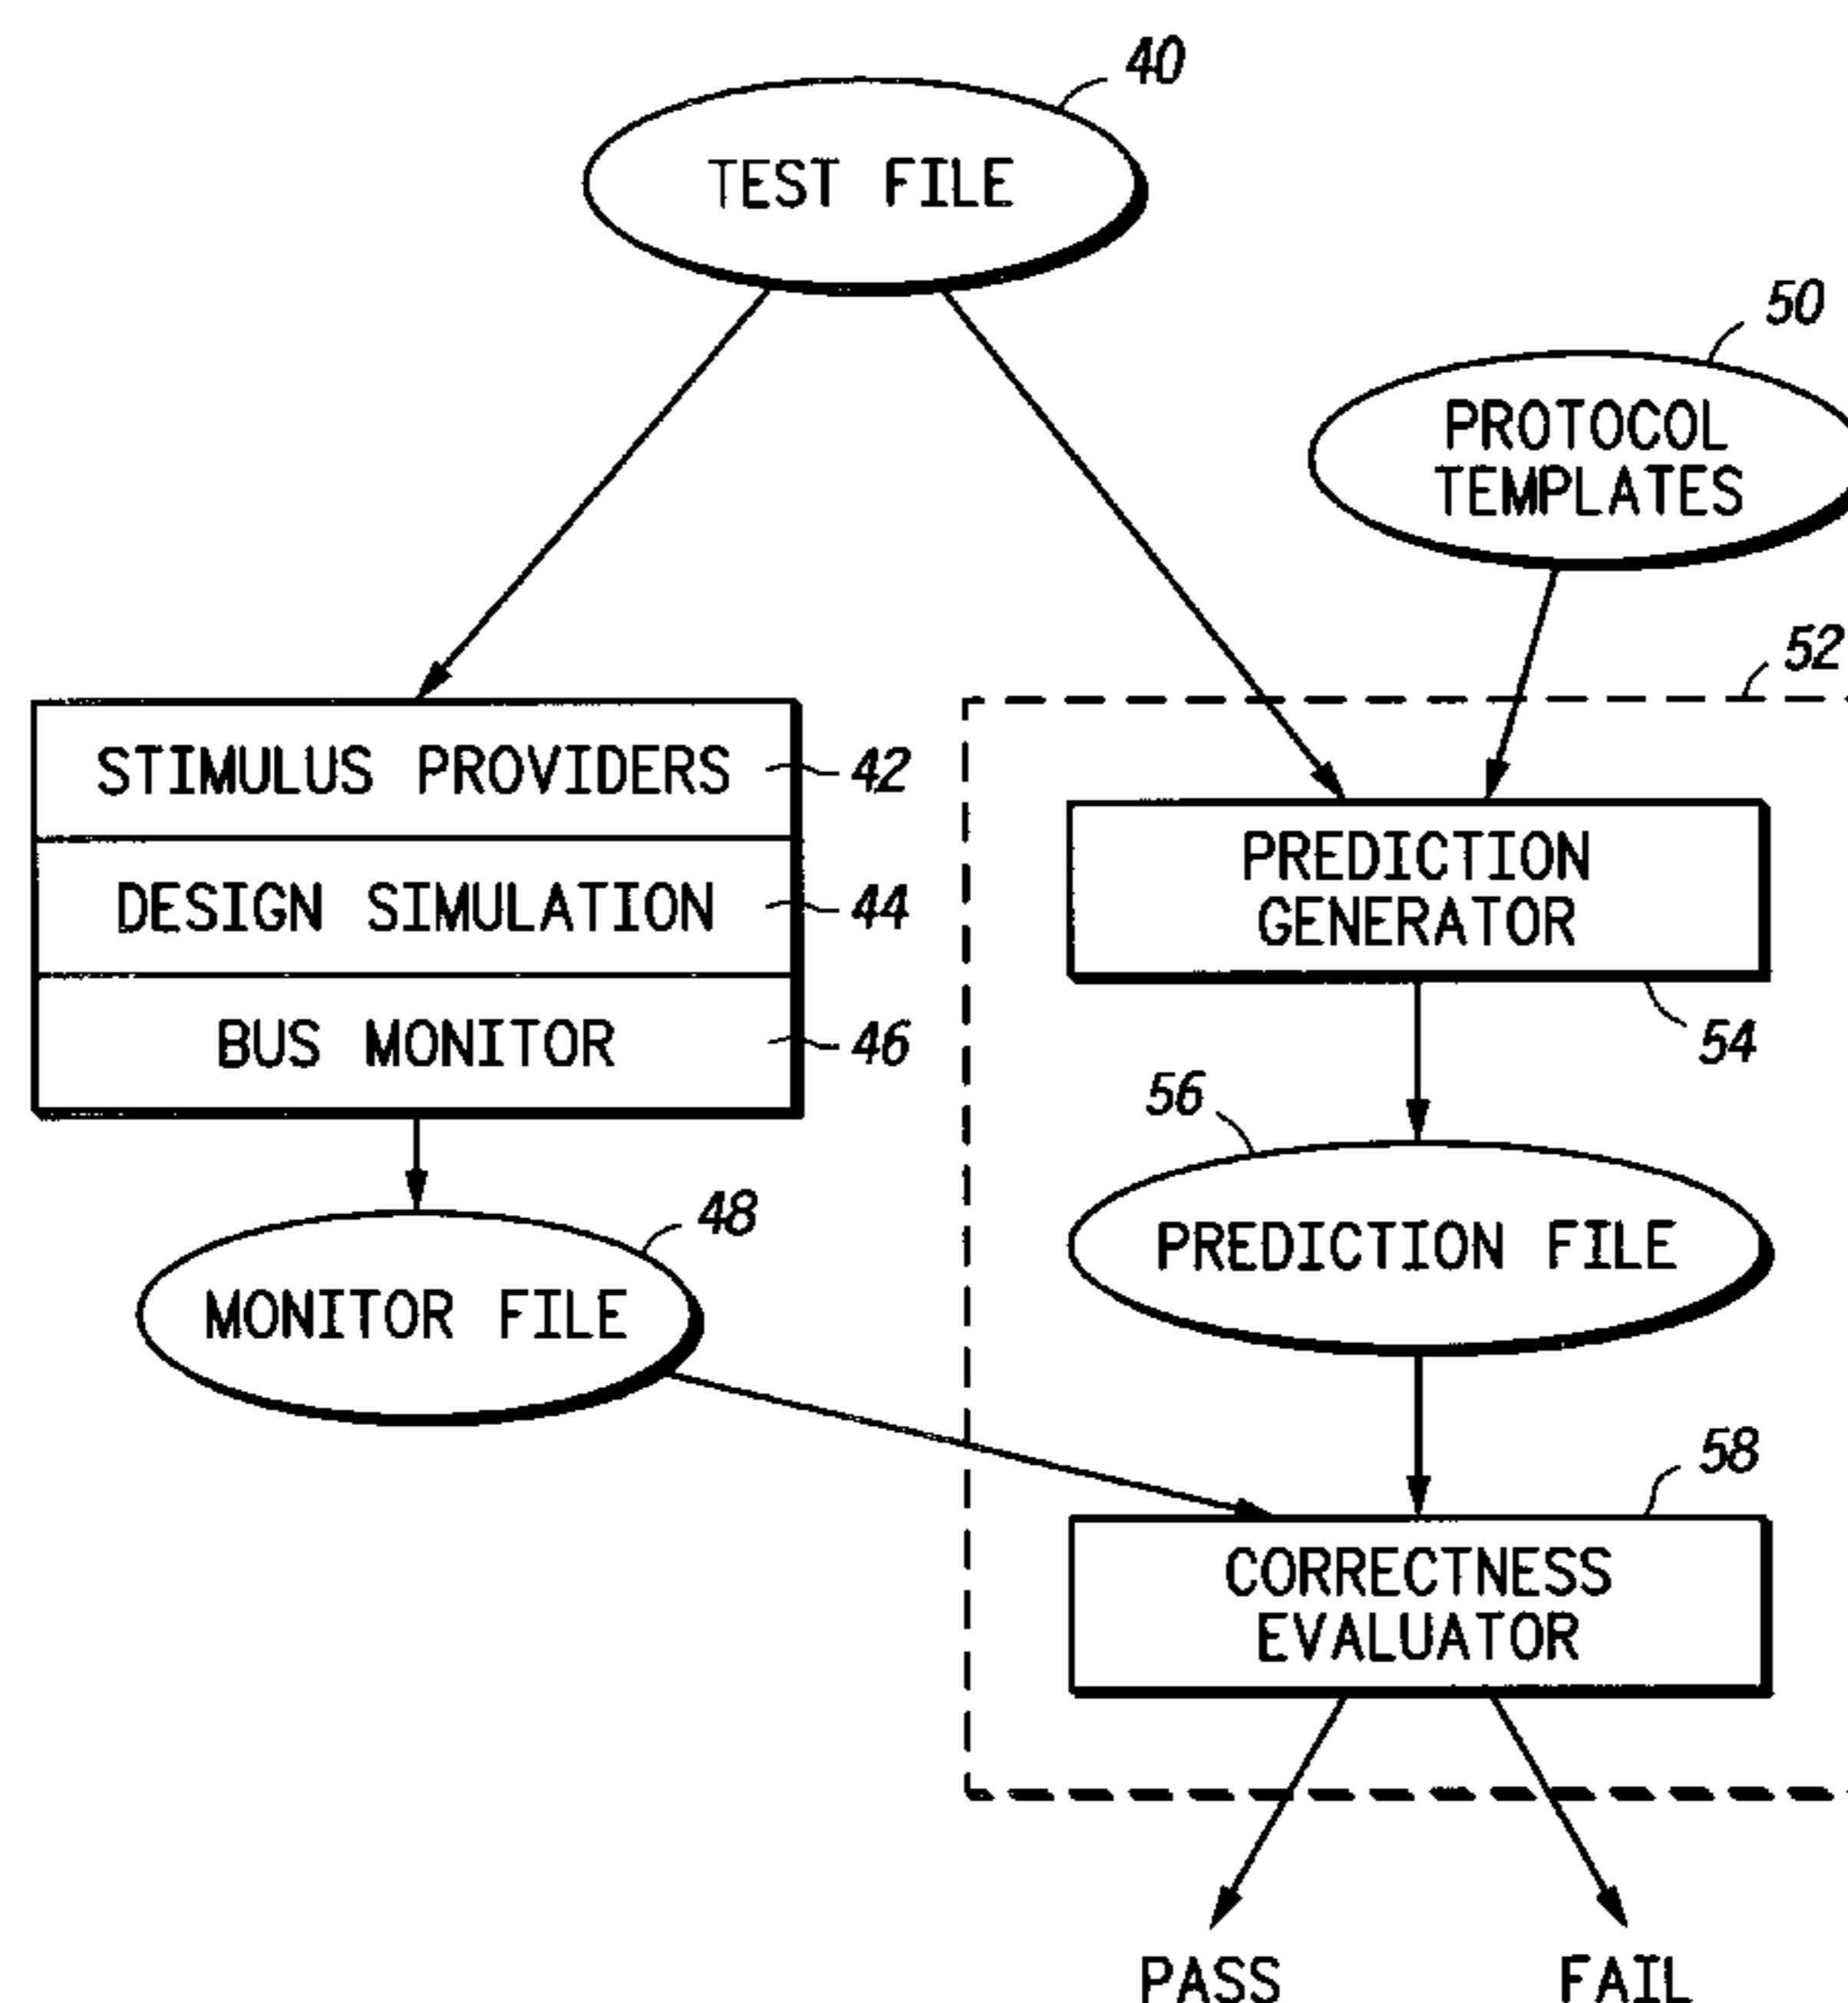 40
TEST FILE
50
PROTOCOL
TEMPLATES
52
STIMULUS PROVIDERS 42
DESIGN SIMULATION 44
BUS MONITOR 46
PREDICTION
GENERATOR
54
56
PREDICTION FILE
48
MONITOR FILE
58
CORRECTNESS
EVALUATOR
PASS FAIL